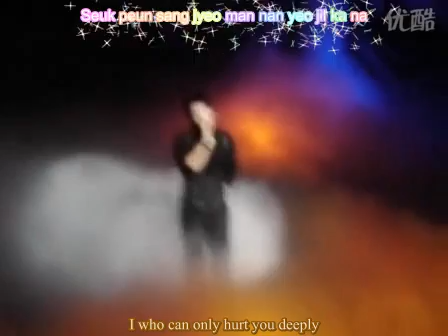 优酷
Seuk peun sang jyeo man nan yeo jil ka na
I who can only hurt you deeply